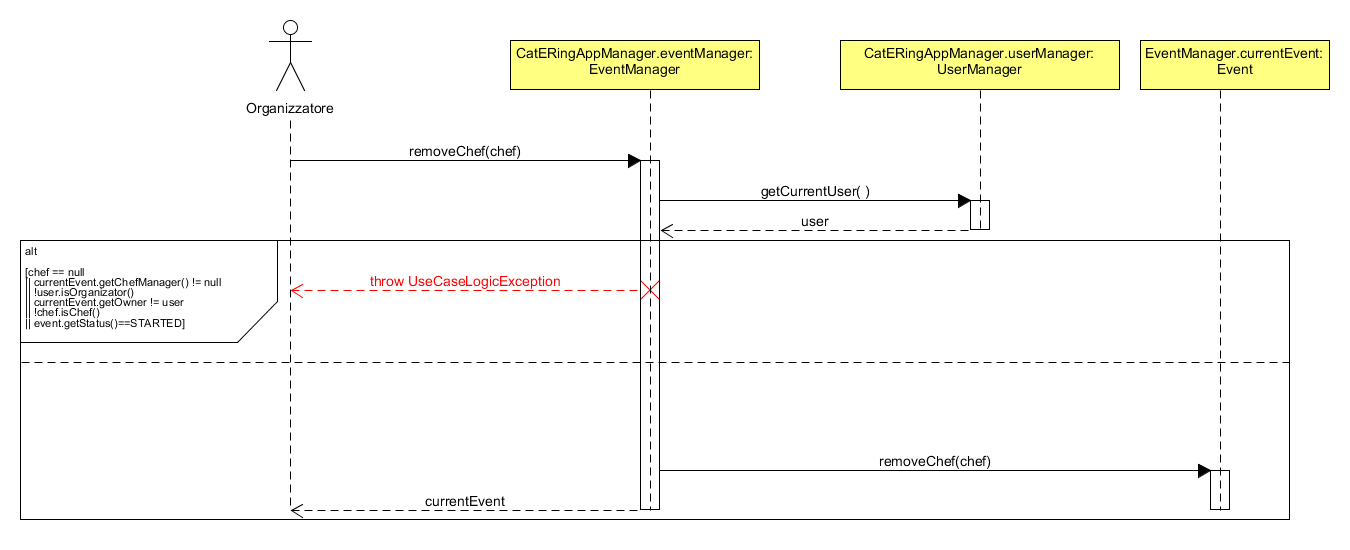 CatERingAppManager.eventManager:
EventManager
CatERingAppManager.userManager:
UserManager
EventManager.currentEvent:
Event
Organizzatore
removeChef(chef)
getCurrentUser( )
user
alt
[chef == null
|| currentEvent.getChefManager() != null
|| !user.isOrganizator()
|| currentEvent.getOwner != user
|| !chef.isChef()
|| event.getStatus()==STARTED]
throw UseCaseLogicException
removeChef(chef)
currentEvent